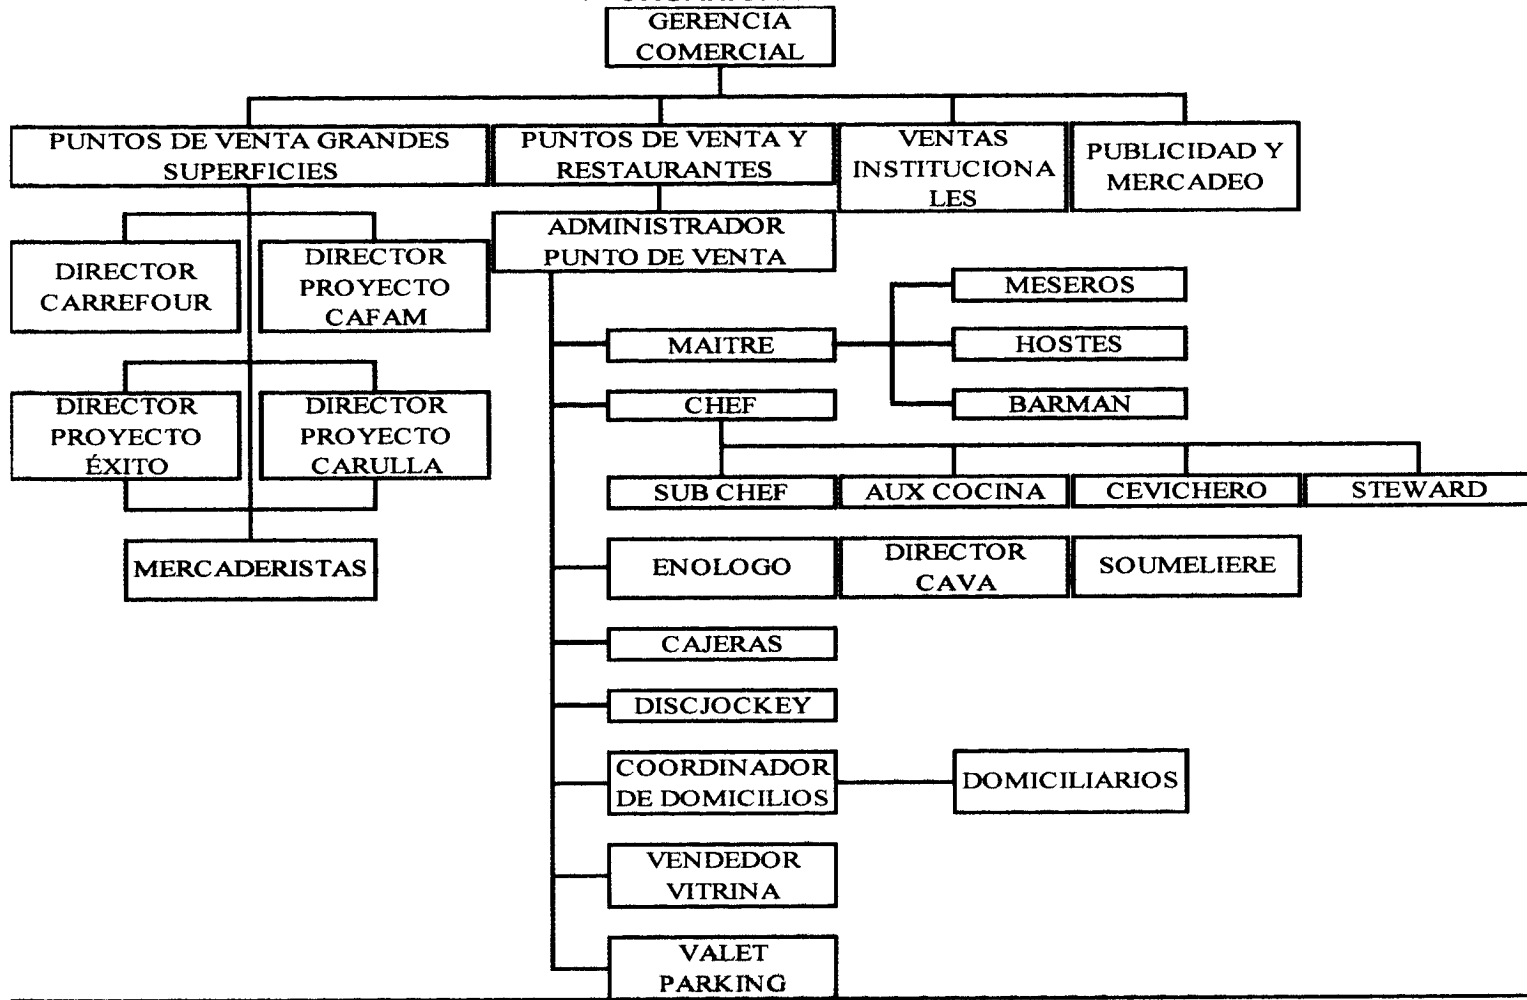 GERENCIA
COMERCIAL
PUNTOS DE VENTA GRANDES
SUPERFICIES
PUNTOS DE VENTA Y
RESTAURANTES
VENTAS
INSTITUCIONA
LES
PUBLICIDAD Y
MERCADEO
ADMINISTRADOR
PUNTO DE VENTA
DIRECTOR
CARREFOUR
DIRECTOR
PROYECTO
CAFAM
MESEROS
MAITRE
HOSTES
DIRECTOR
PROYECTO
ÉXITO
DIRECTOR
PROYECTO
CARULLA
CHEF
BARMAN
SUB CHEF
AUX COCINA
CEVICHERO
STEWARD
MERCADERISTAS
ENOLOGO
DIRECTOR
CAVA
SOUMELIERE
CAJERAS
DISCJOCKEY
COORDINADOR
DE DOMICILIOS
DOMICILIARIOS
VENDEDOR
VITRINA
VALET
PARKING